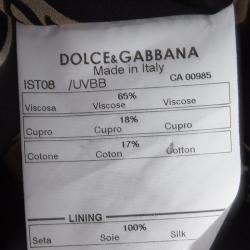 DOLCE&GABBANA
Made in Italy
IST08 /UVBB CA 00985
65%
Viscosa Viscose Viscose
18%
Cupro Cupro Cupro
17%
Cotone Coton Cotton
LINING
100%
Seta Soie Silk